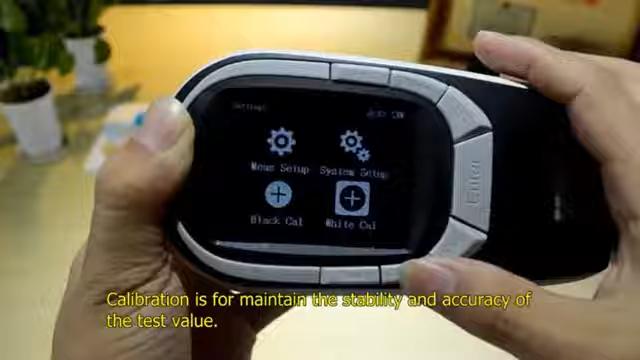 Settings
Meas Setup System Setup
Black Cal White Cal
Enter
Calibration is for maintain the stability and accuracy of
the test value.